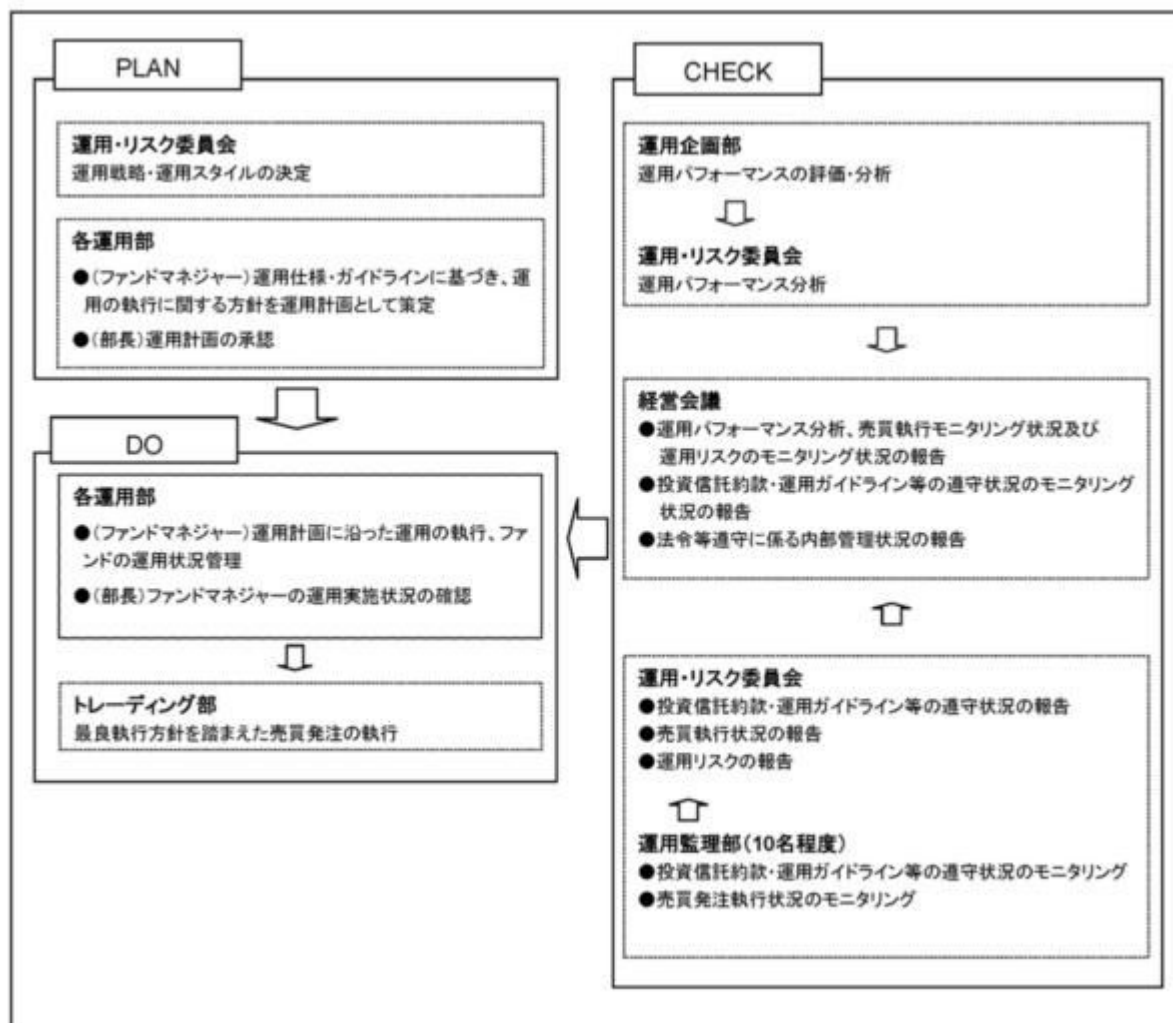 PLAN
運用・リスク委員会
運用戦略・運用スタイルの決定
各運用部
●(ファンドマネジャー)運用仕様・ガイドラインに基づき、運
用の執行に関する方針を運用計画として策定
●(部長)運用計画の承認
DO
各運用部
●(ファンドマネジャー)運用計画に沿った運用の執行、ファ
ンドの運用状況管理
●(部長)ファンドマネジャーの運用実施状況の確認
トレーディング部
最良執行方針を踏まえた売買発注の執行
CHECK
運用企画部
運用パフォーマンスの評価・分析
運用・リスク委員会
運用パフォーマンス分析
経営会議
●運用パフォーマンス分析、売買執行モニタリング状況及び
運用リスクのモニタリング状況の報告
●投資信託約款・運用ガイドライン等の遵守状況のモニタリング
状況の報告
●法令等遵守に係る内部管理状況の報告
運用・リスク委員会
●投資信託約款・運用ガイドライン等の遵守状況の報告
●売買執行状況の報告
●運用リスクの報告
運用監理部(10名程度)
●投資信託約款・運用ガイドライン等の遵守状況のモニタリング
●売買発注執行状況のモニタリング